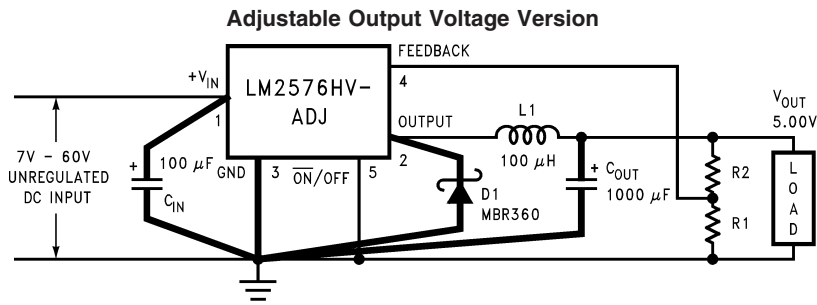 Adjustable Output Voltage Version
FEEDBACK
+VIN
LM2576HV-
ADJ
4
1
OUTPUT
2
L1
100 μH
VOUT
5.00V
7V - 60V
UNREGULATED
DC INPUT
+
100 μF
CIN
GND
3
ON/OFF
5
D1
MBR360
+
COUT
1000 μF
R2
R1
LOAD